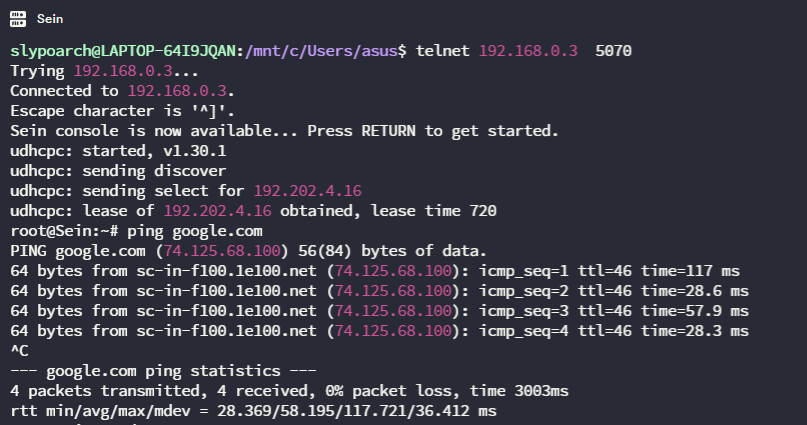 Sein
slypoarch@LAPTOP-64I9JQAN:/mnt/c/Users/asus$ telnet 192.168.0.3  5070
Trying 192.168.0.3...
Connected to 192.168.0.3.
Escape character is '^]'.
Sein console is now available... Press RETURN to get started.
udhcpc: started, v1.30.1
udhcpc: sending discover
udhcpc: sending select for 192.202.4.16
udhcpc: lease of 192.202.4.16 obtained, lease time 720
root@Sein:~# ping google.com
PING google.com (74.125.68.100) 56(84) bytes of data.
64 bytes from sc-in-f100.1e100.net (74.125.68.100): icmp_seq=1 ttl=46 time=117 ms
64 bytes from sc-in-f100.1e100.net (74.125.68.100): icmp_seq=2 ttl=46 time=28.6 ms
64 bytes from sc-in-f100.1e100.net (74.125.68.100): icmp_seq=3 ttl=46 time=57.9 ms
64 bytes from sc-in-f100.1e100.net (74.125.68.100): icmp_seq=4 ttl=46 time=28.3 ms
^C
--- google.com ping statistics ---
4 packets transmitted, 4 received, 0% packet loss, time 3003ms
rtt min/avg/max/mdev = 28.369/58.195/117.721/36.412 ms